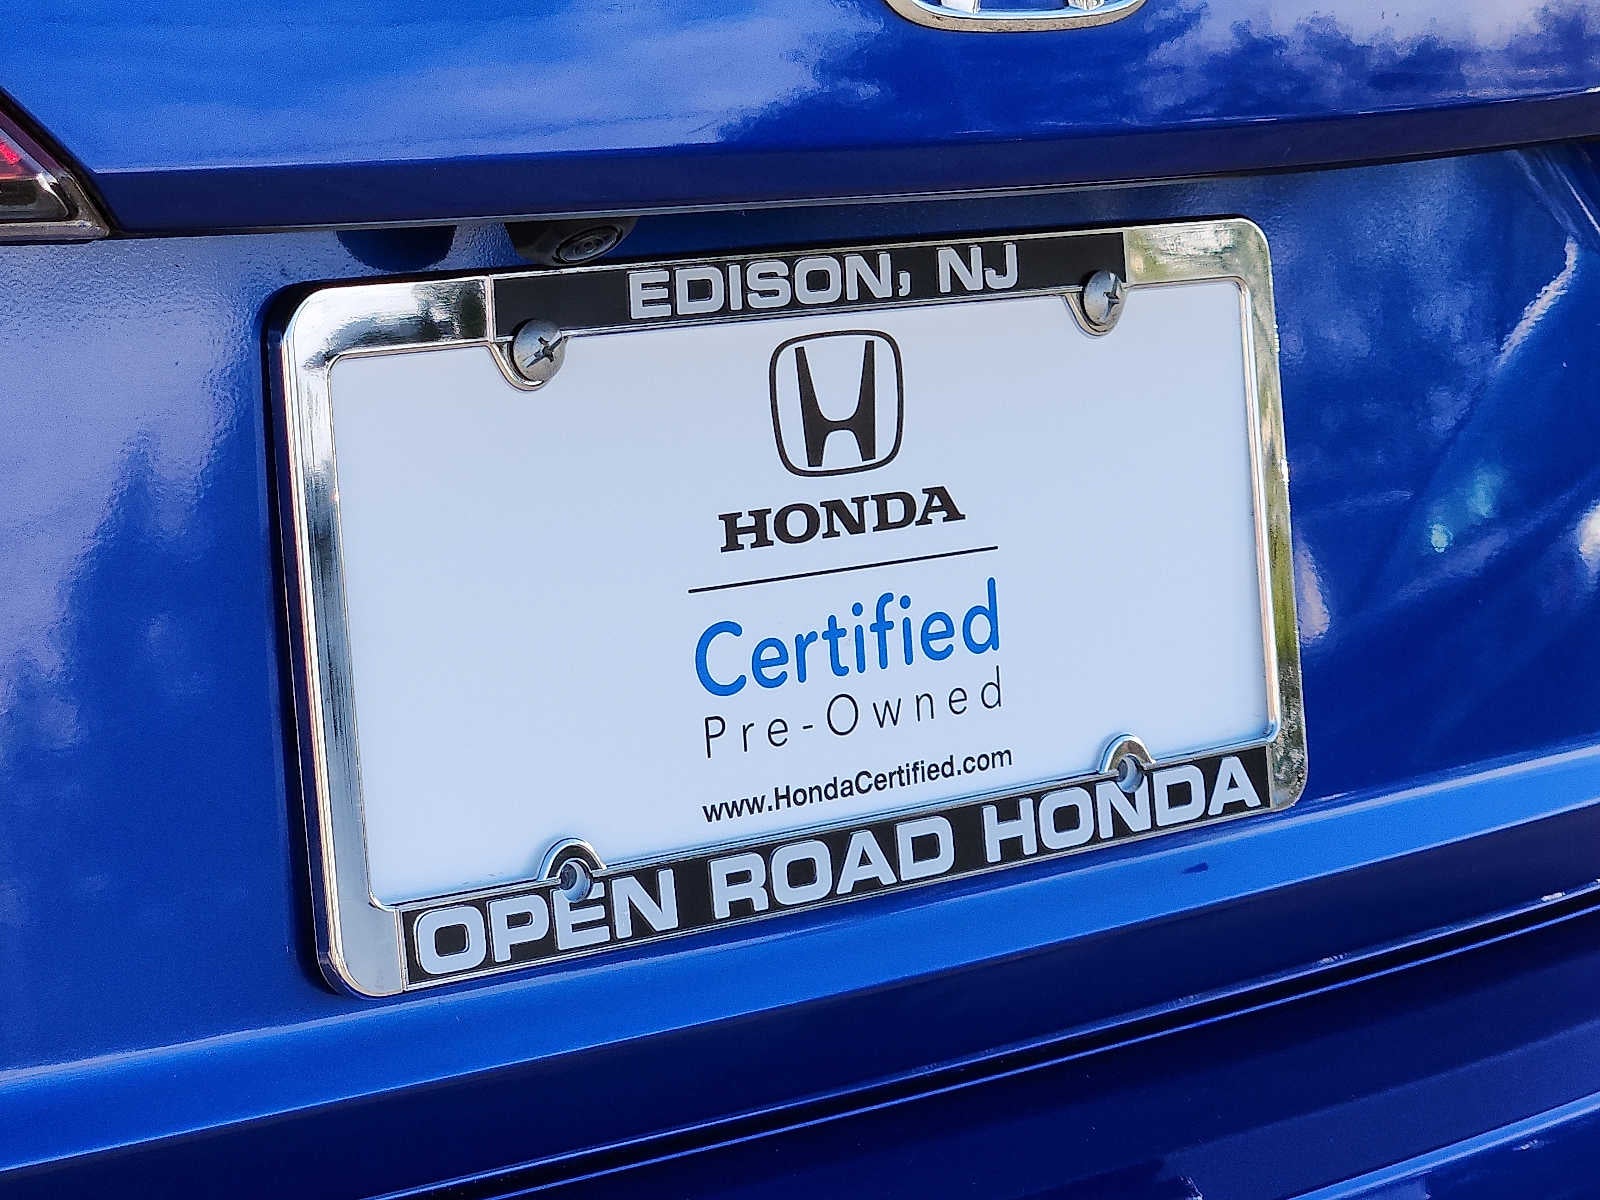 EDISON, NJ
HONDA
Certified
Pre-Owned
www.HondaCertified.com
OPEN ROAD HONDA